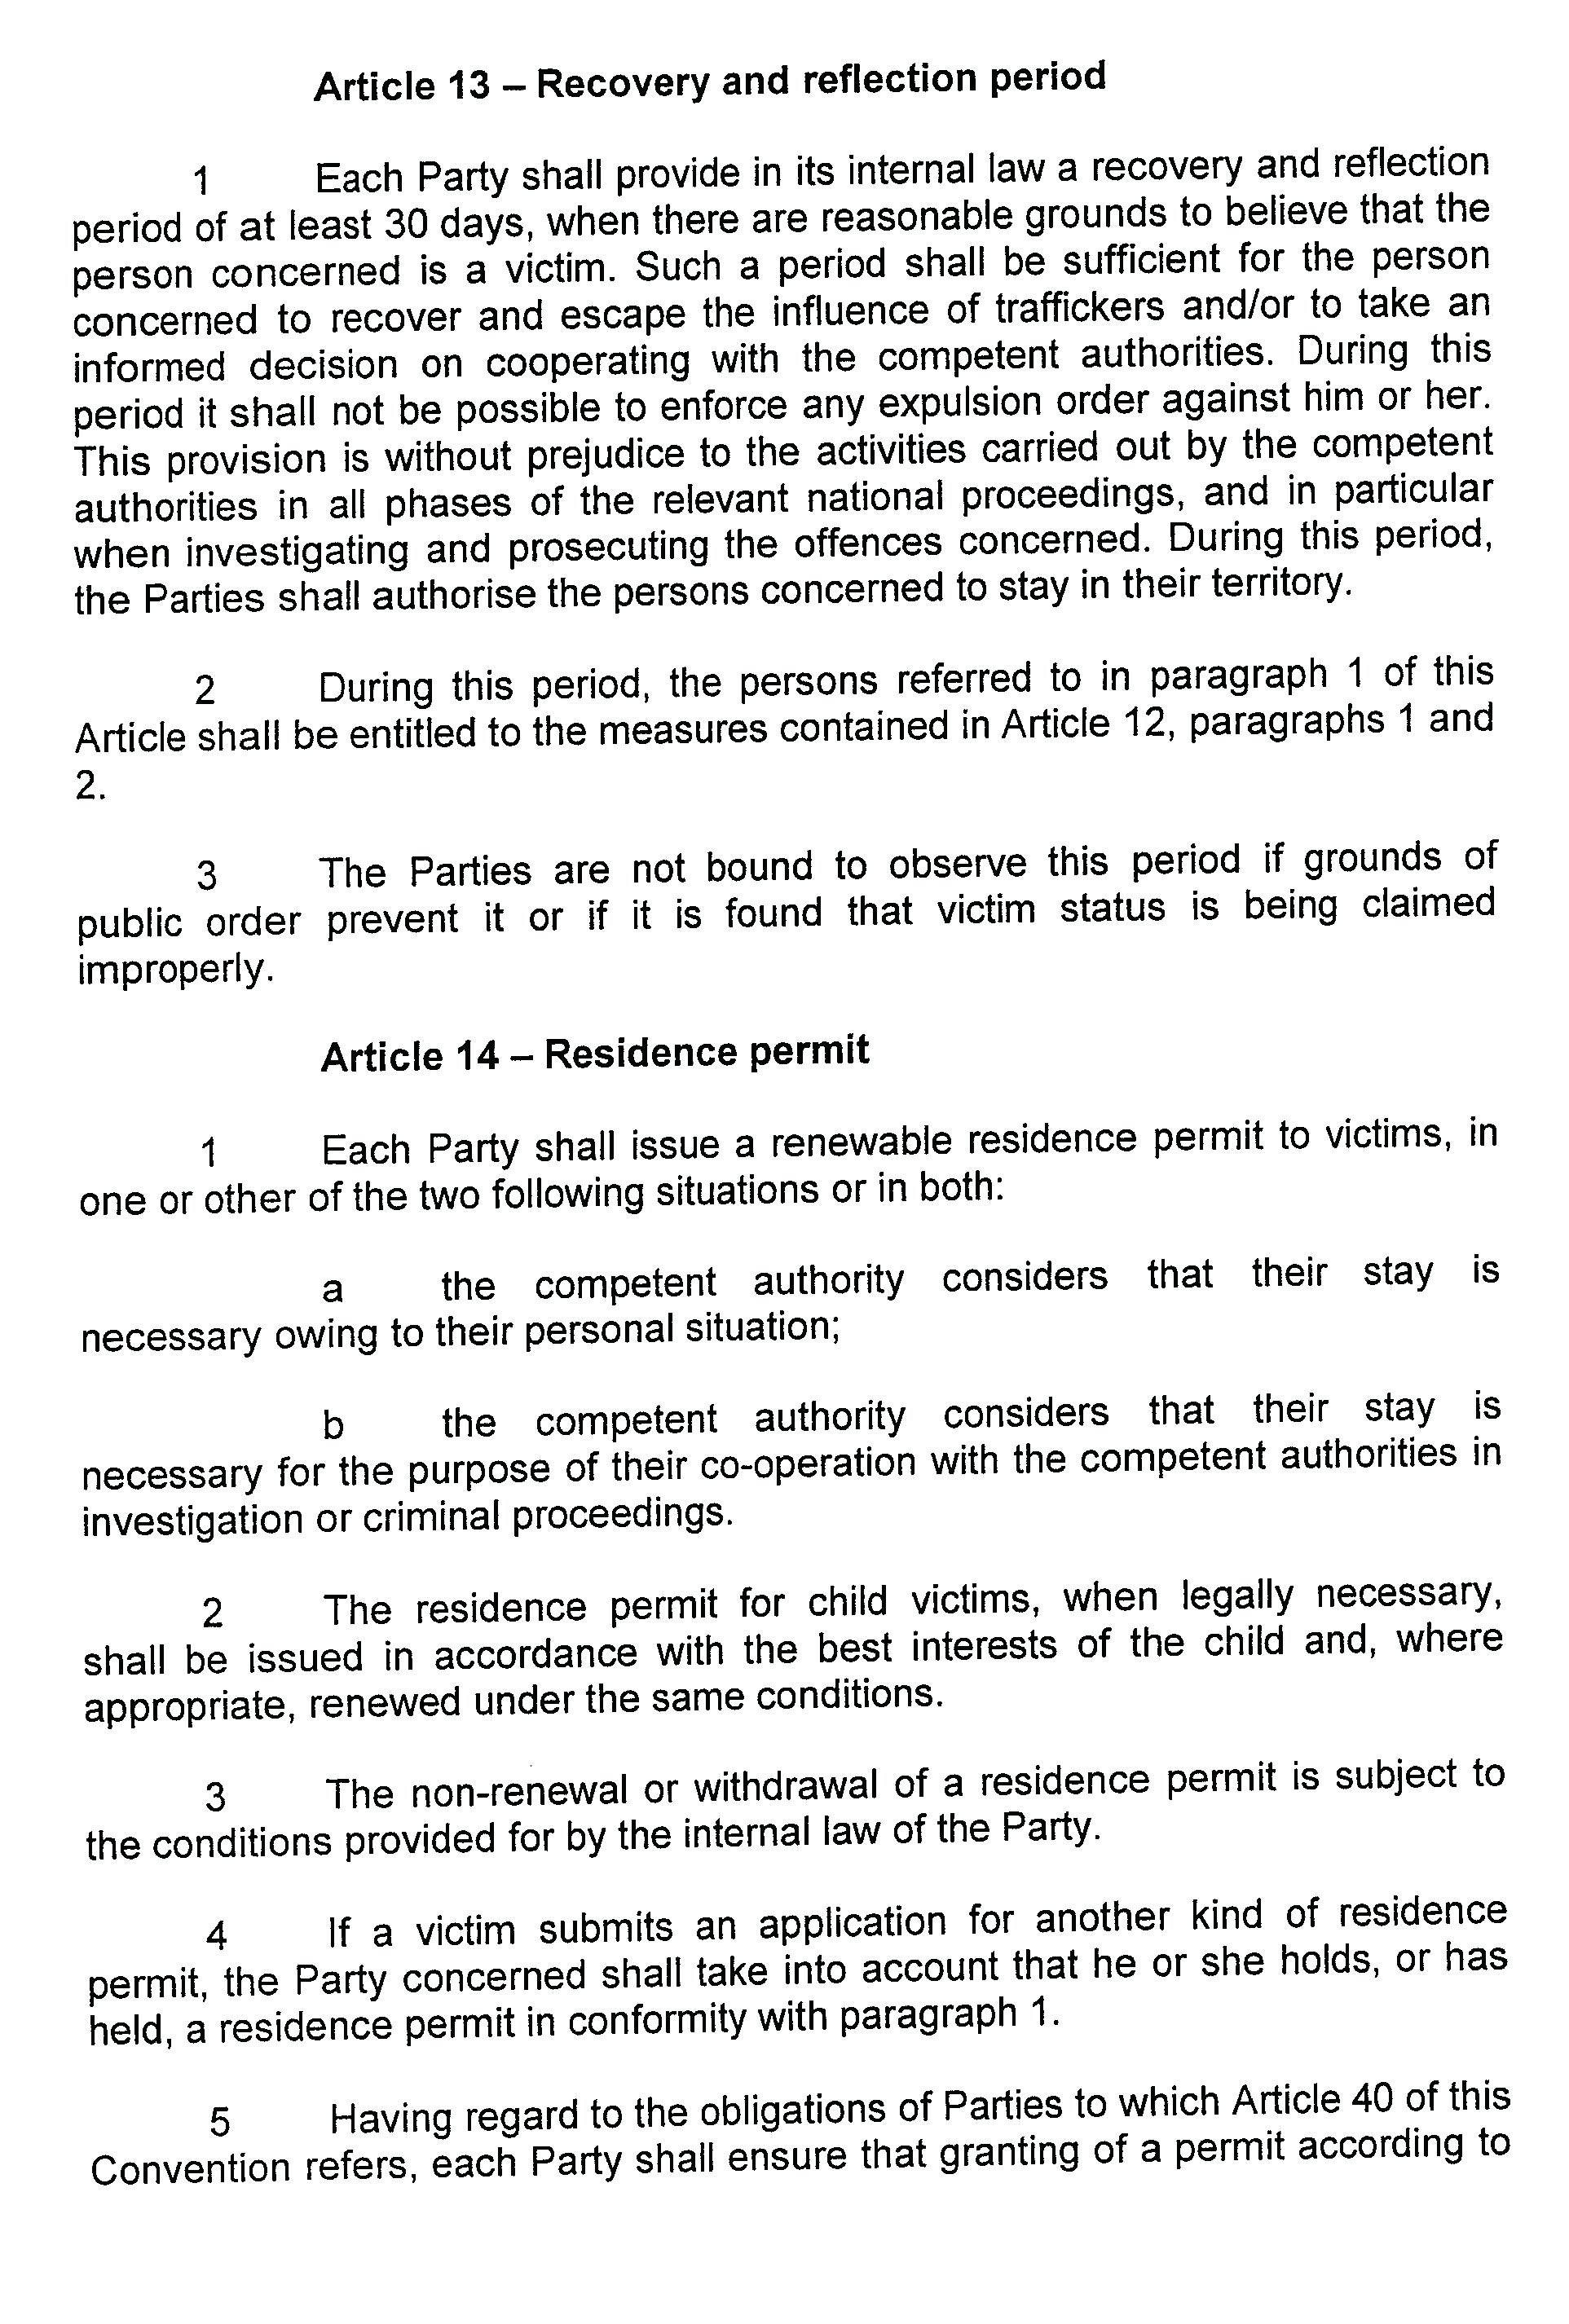 Article 13 – Recovery and reflection period
1 Each Party shall provide in its internal law a recovery and reflection
period of at least 30 days, when there are reasonable grounds to believe that the
person concerned is a victim. Such a period shall be sufficient for the person
concerned to recover and escape the influence of traffickers and/or to take an
informed decision on cooperating with the competent authorities. During this
period it shall not be possible to enforce any expulsion order against him or her.
This provision is without prejudice to the activities carried out by the competent
authorities in all phases of the relevant national proceedings, and in particular
when investigating and prosecuting the offences concerned. During this period,
the Parties shall authorise the persons concerned to stay in their territory.
2 During this period, the persons referred to in paragraph 1 of this
Article shall be entitled to the measures contained in Article 12, paragraphs 1 and
2.
3 The Parties are not bound to observe this period if grounds of
public order prevent it or if it is found that victim status is being claimed
improperly.
Article 14 – Residence permit
1 Each Party shall issue a renewable residence permit to victims, in
one or other of the two following situations or in both:
a the competent authority considers that their stay is
necessary owing to their personal situation;
b the competent authority considers that their stay is
necessary for the purpose of their co-operation with the competent authorities in
investigation or criminal proceedings.
2 The residence permit for child victims, when legally necessary,
shall be issued in accordance with the best interests of the child and, where
appropriate, renewed under the same conditions.
3 The non-renewal or withdrawal of a residence permit is subject to
the conditions provided for by the internal law of the Party.
4 If a victim submits an application for another kind of residence
permit, the Party concerned shall take into account that he or she holds, or has
held, a residence permit in conformity with paragraph 1.
5 Having regard to the obligations of Parties to which Article 40 of this
Convention refers, each Party shall ensure that granting of a permit according to